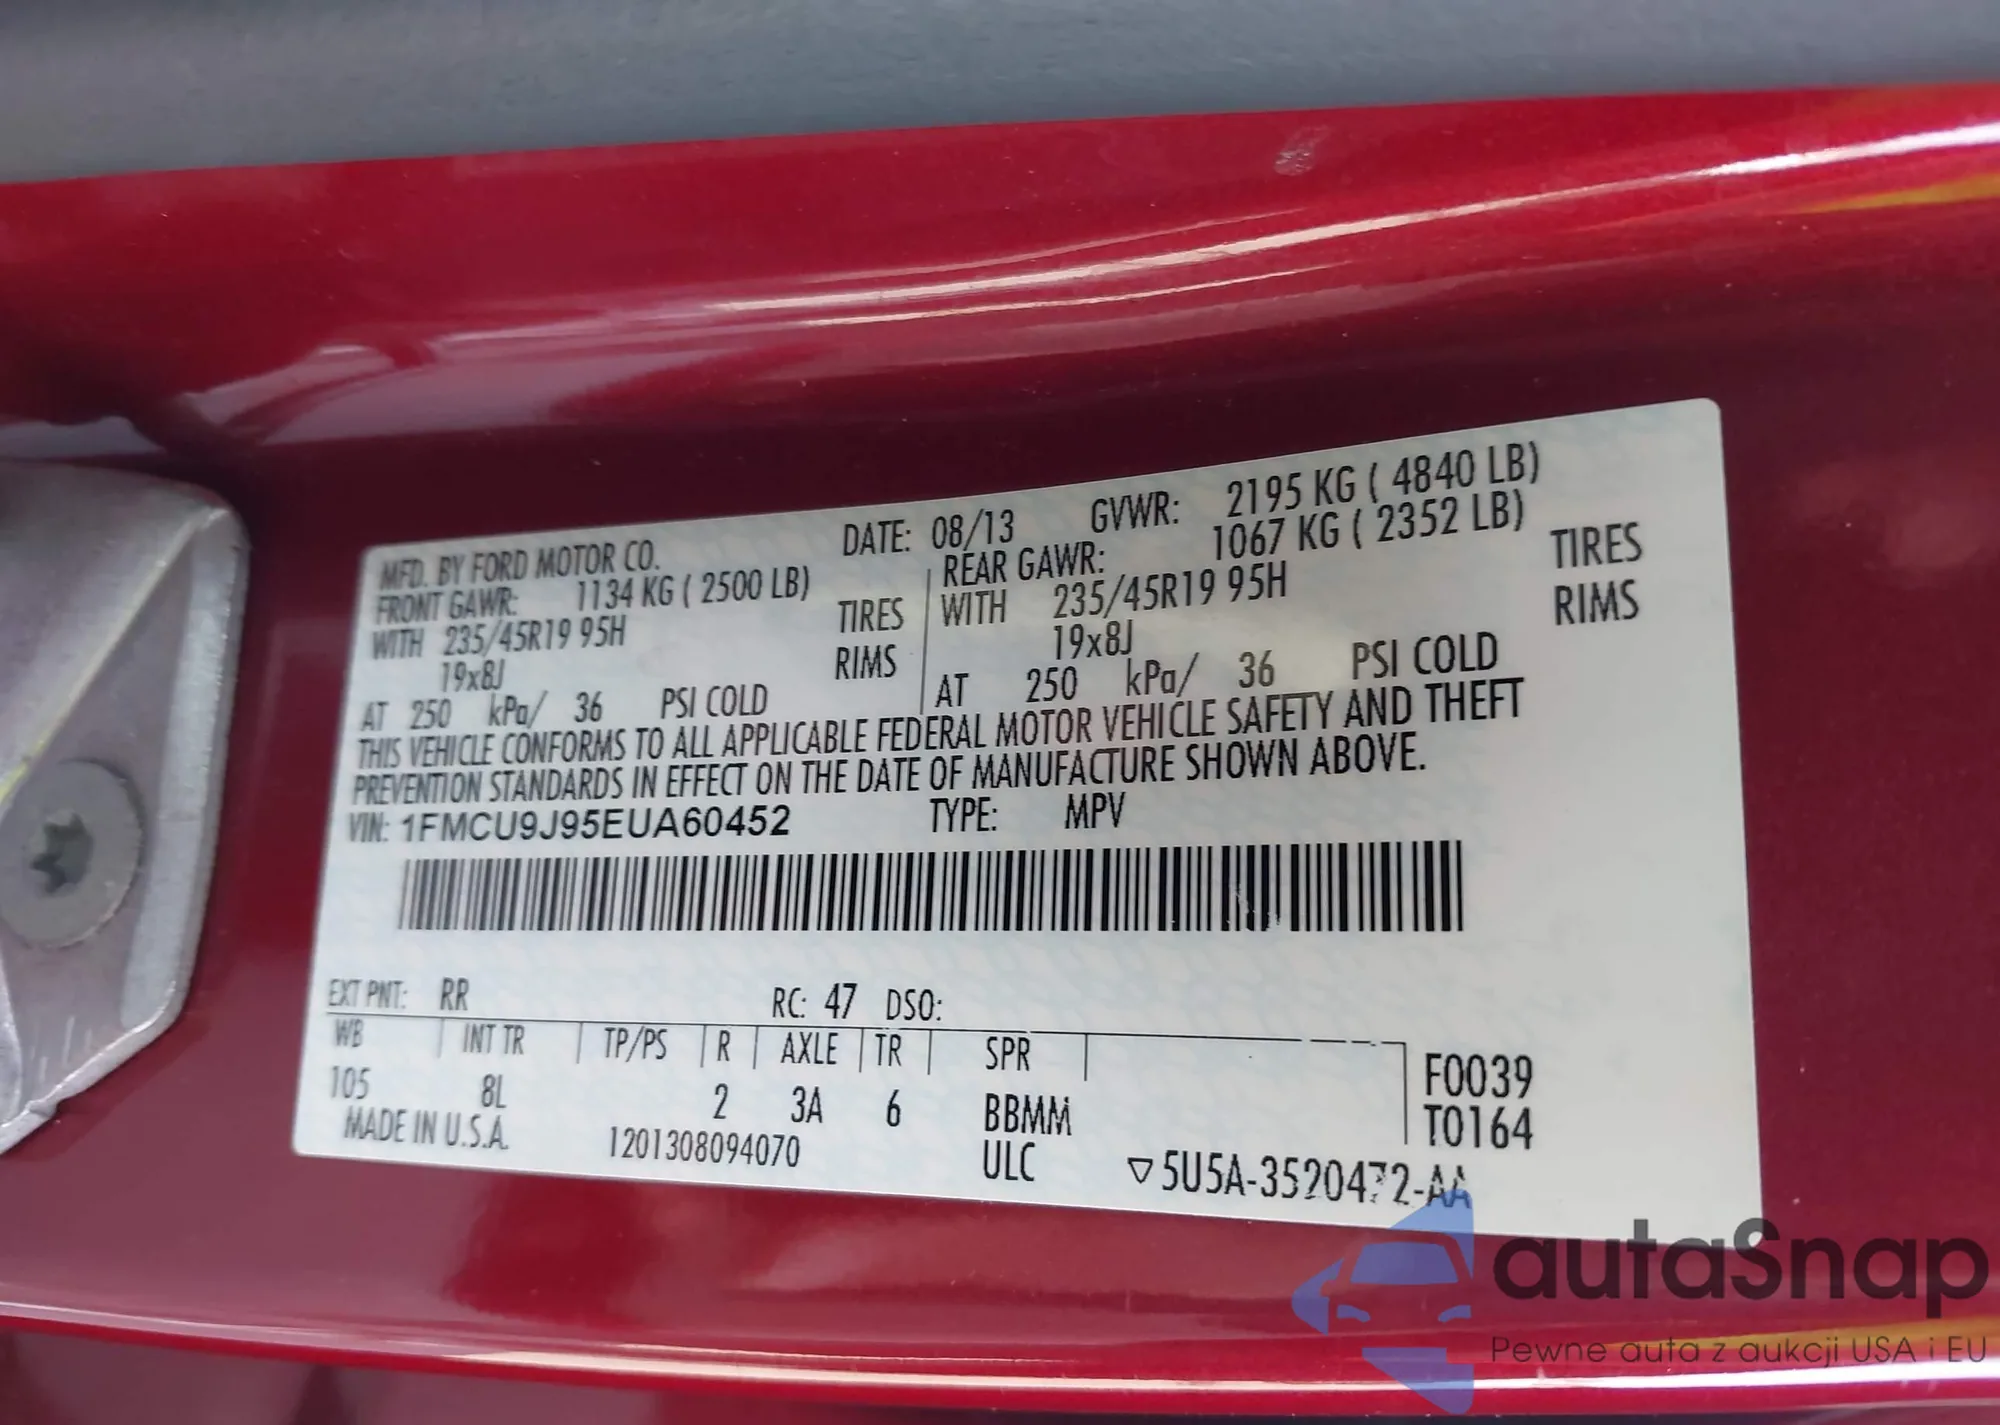 MFD. BY FORD MOTOR CO. DATE: 08/13 GVWR: 2195 KG ( 4840 LB)
FRONT GAWR: 1134 KG ( 2500 LB) REAR GAWR: 1067 KG ( 2352 LB)
WITH 235/45R19 95H TIRES WITH 235/45R19 95H TIRES
19x8J RIMS 19x8J RIMS
AT 250 kPa/ 36 PSI COLD AT 250 kPa/ 36 PSI COLD
THIS VEHICLE CONFORMS TO ALL APPLICABLE FEDERAL MOTOR VEHICLE SAFETY AND THEFT
PREVENTION STANDARDS IN EFFECT ON THE DATE OF MANUFACTURE SHOWN ABOVE.
VIN: 1FMCU9J95EUA60452 TYPE: MPV
EXT PNT: RR RC: 47 DSO:
WB INT TR TP/PS R AXLE TR SPR F0039
105 8L 2 3A 6 BBMM T0164
MADE IN U.S.A. 1201308094070 ULC ▽5U5A-3520472-AA
autaSnap
Pewne auta z aukcji USA i EU